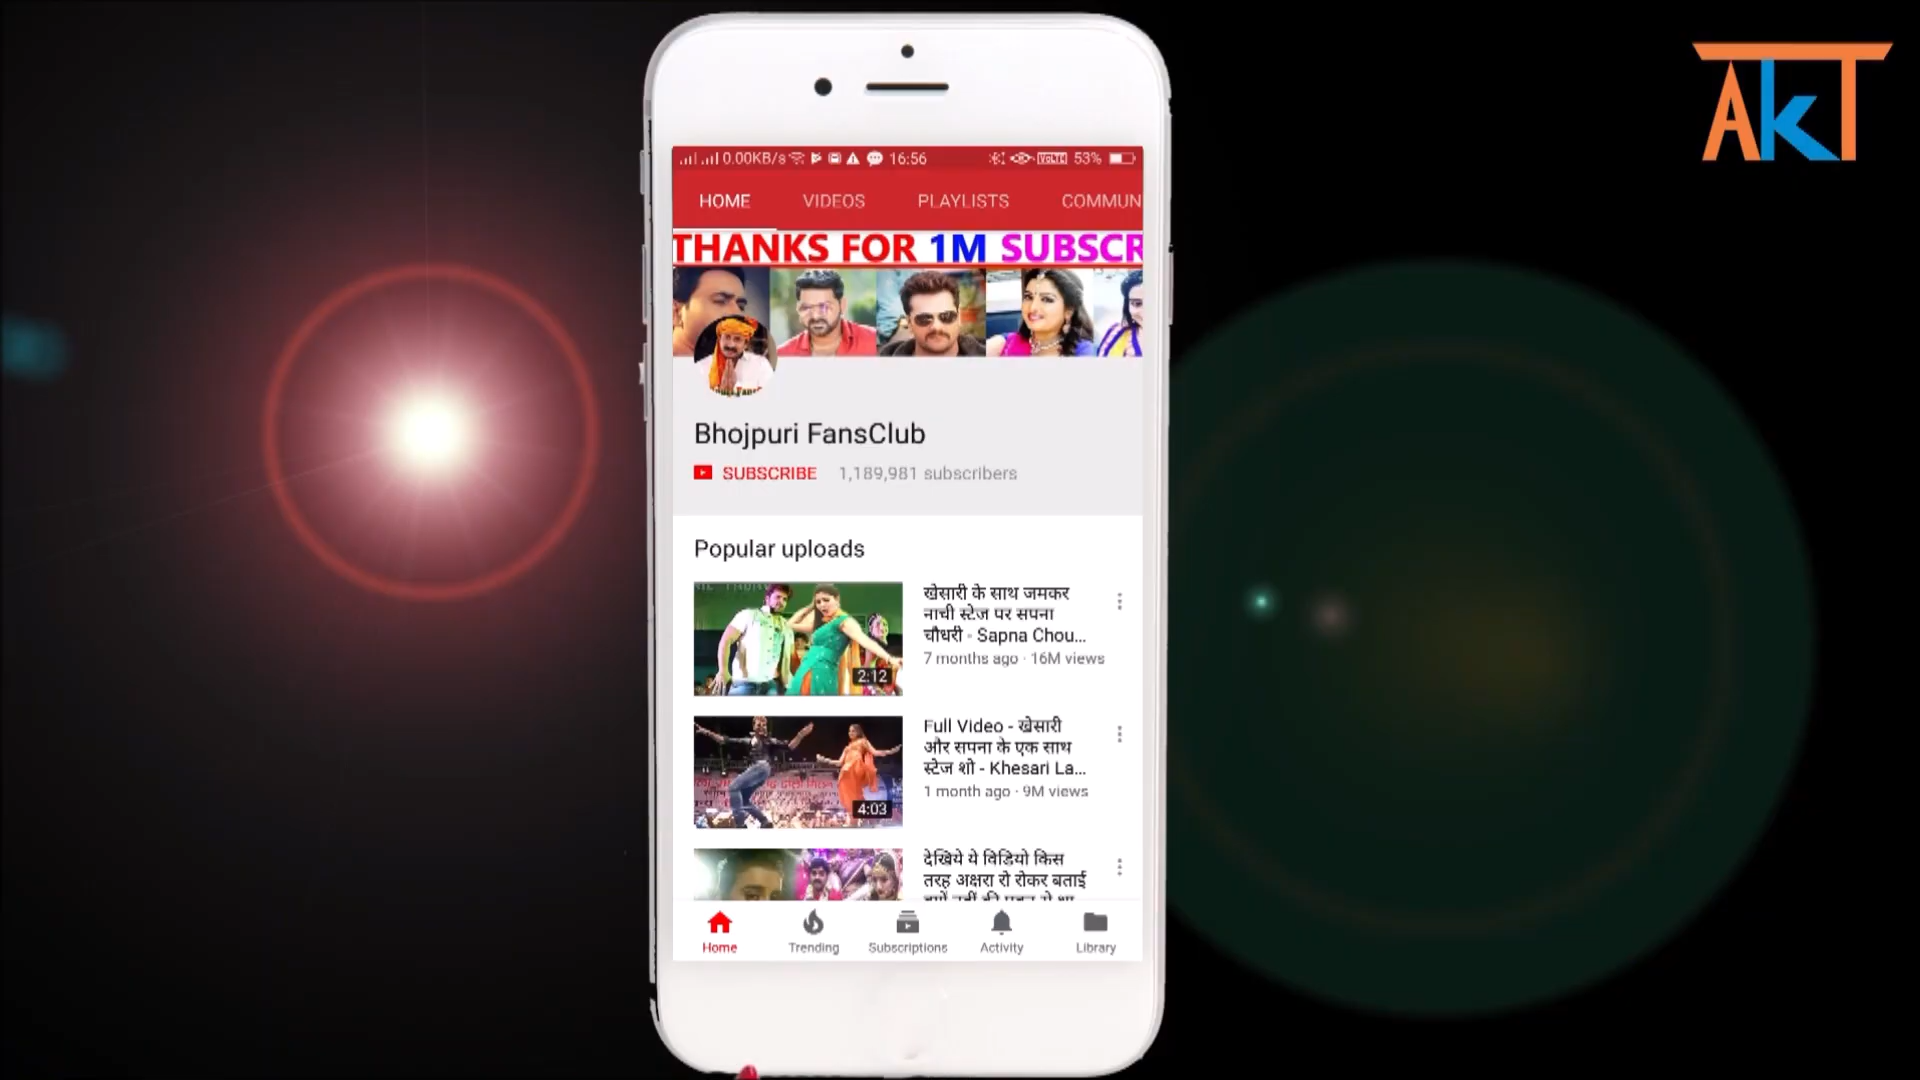 AKT
0.00KB/s 16:56 VoLTE 53%
HOME VIDEOS PLAYLISTS COMMUN
THANKS FOR 1M SUBSCR
Bhojpuri FansClub
SUBSCRIBE 1,189,981 subscribers
Popular uploads
खेसारी के साथ जमकर
नाची स्टेज पर सपना
चौधरी - Sapna Chou...
7 months ago · 16M views
2:12
Full Video - खेसारी
और सपना के एक साथ
स्टेज शो - Khesari La...
1 month ago · 9M views
4:03
देखिये ये विडियो किस
तरह अक्षरा रो रोकर बताई
Home Trending Subscriptions Activity Library